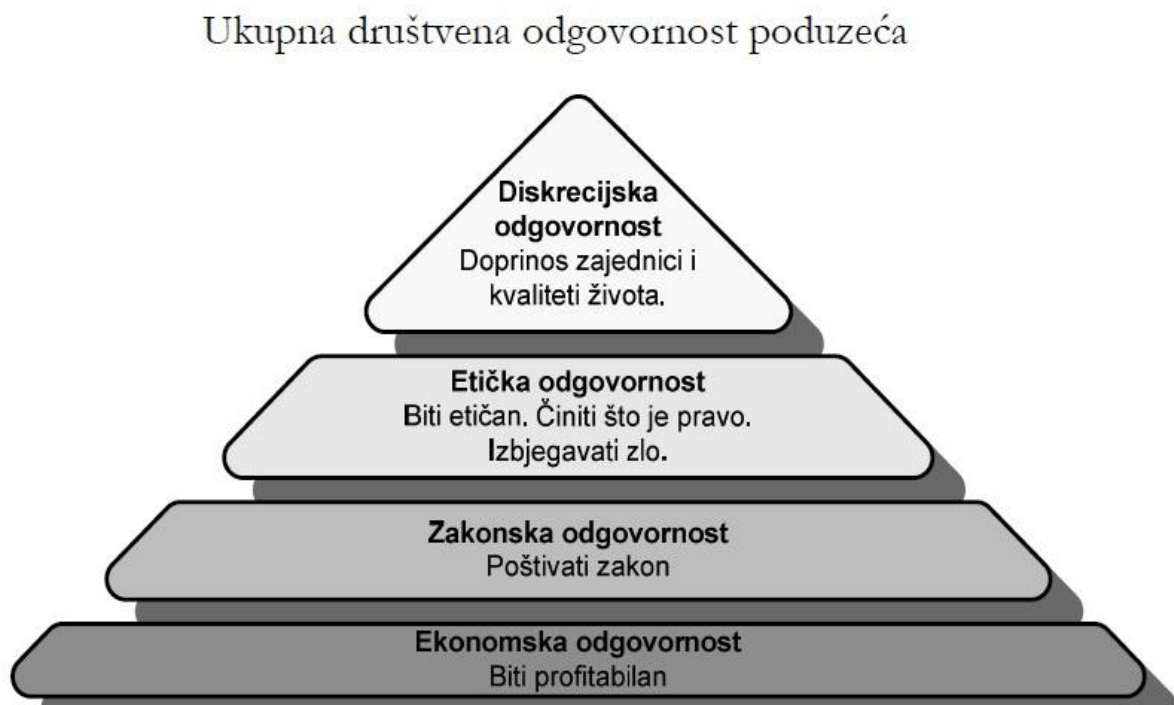 Ukupna društvena odgovornost poduzeća
Diskrecijska
odgovornost
Doprinos zajednici i
kvaliteti života.
Etička odgovornost
Biti etičan. Činiti što je pravo.
Izbjegavati zlo.
Zakonska odgovornost
Poštivati zakon
Ekonomska odgovornost
Biti profitabilan